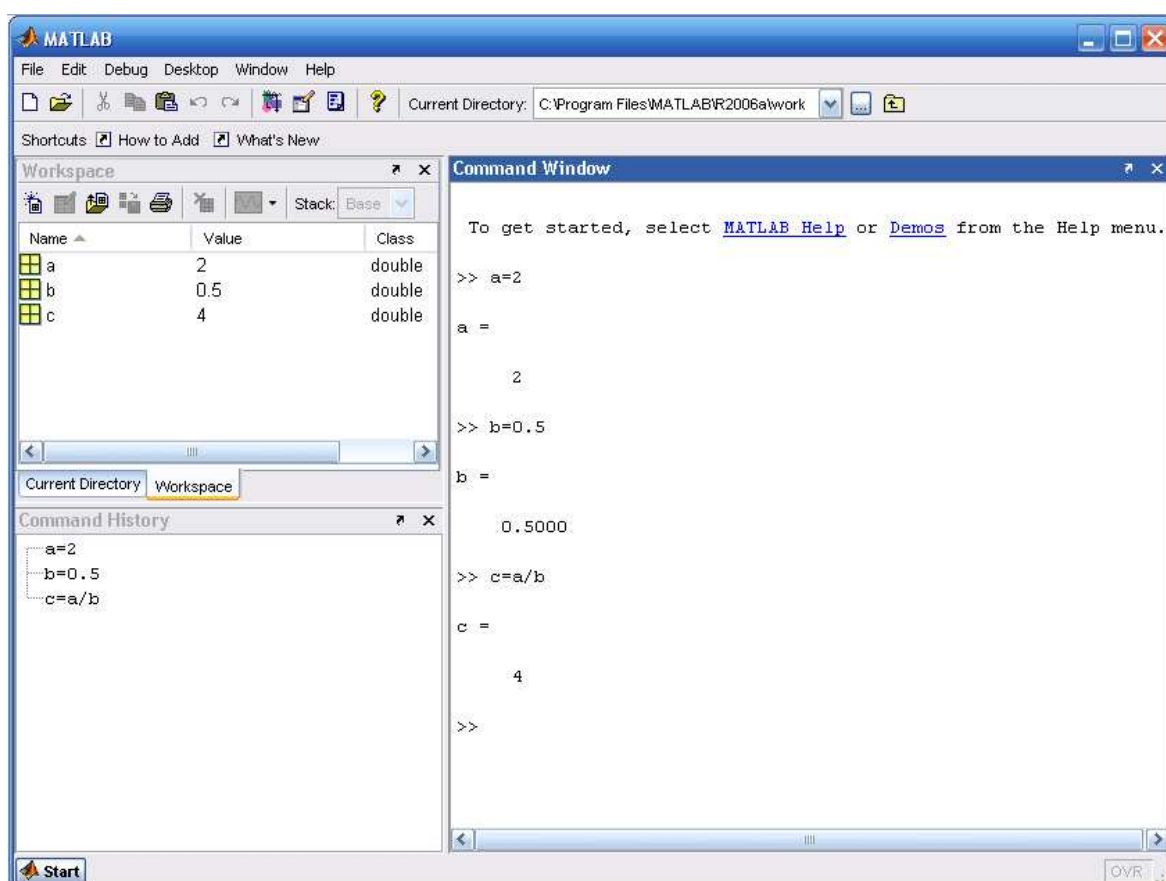 MATLAB
File Edit Debug Desktop Window Help
Current Directory: C:\Program Files\MATLAB\R2006a\work
Shortcuts How to Add What's New
Workspace
Stack: Base
Name Value Class
a 2 double
b 0.5 double
c 4 double
Current Directory Workspace
Command History
a=2
b=0.5
c=a/b
Command Window
To get started, select MATLAB Help or Demos from the Help menu.
>> a=2
a =
2
>> b=0.5
b =
0.5000
>> c=a/b
c =
4
>>
Start
OVR